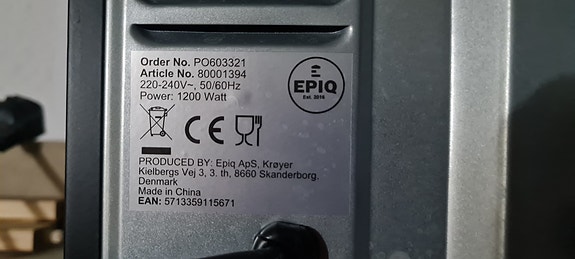 Order No. PO603321
Article No. 80001394
220-240V~, 50/60Hz
Power: 1200 Watt
EPIQ
Est. 2016
CE
PRODUCED BY: Epiq ApS, Krøyer
Kielbergs Vej 3, 3. th, 8660 Skanderborg.
Denmark
Made in China
EAN: 5713359115671